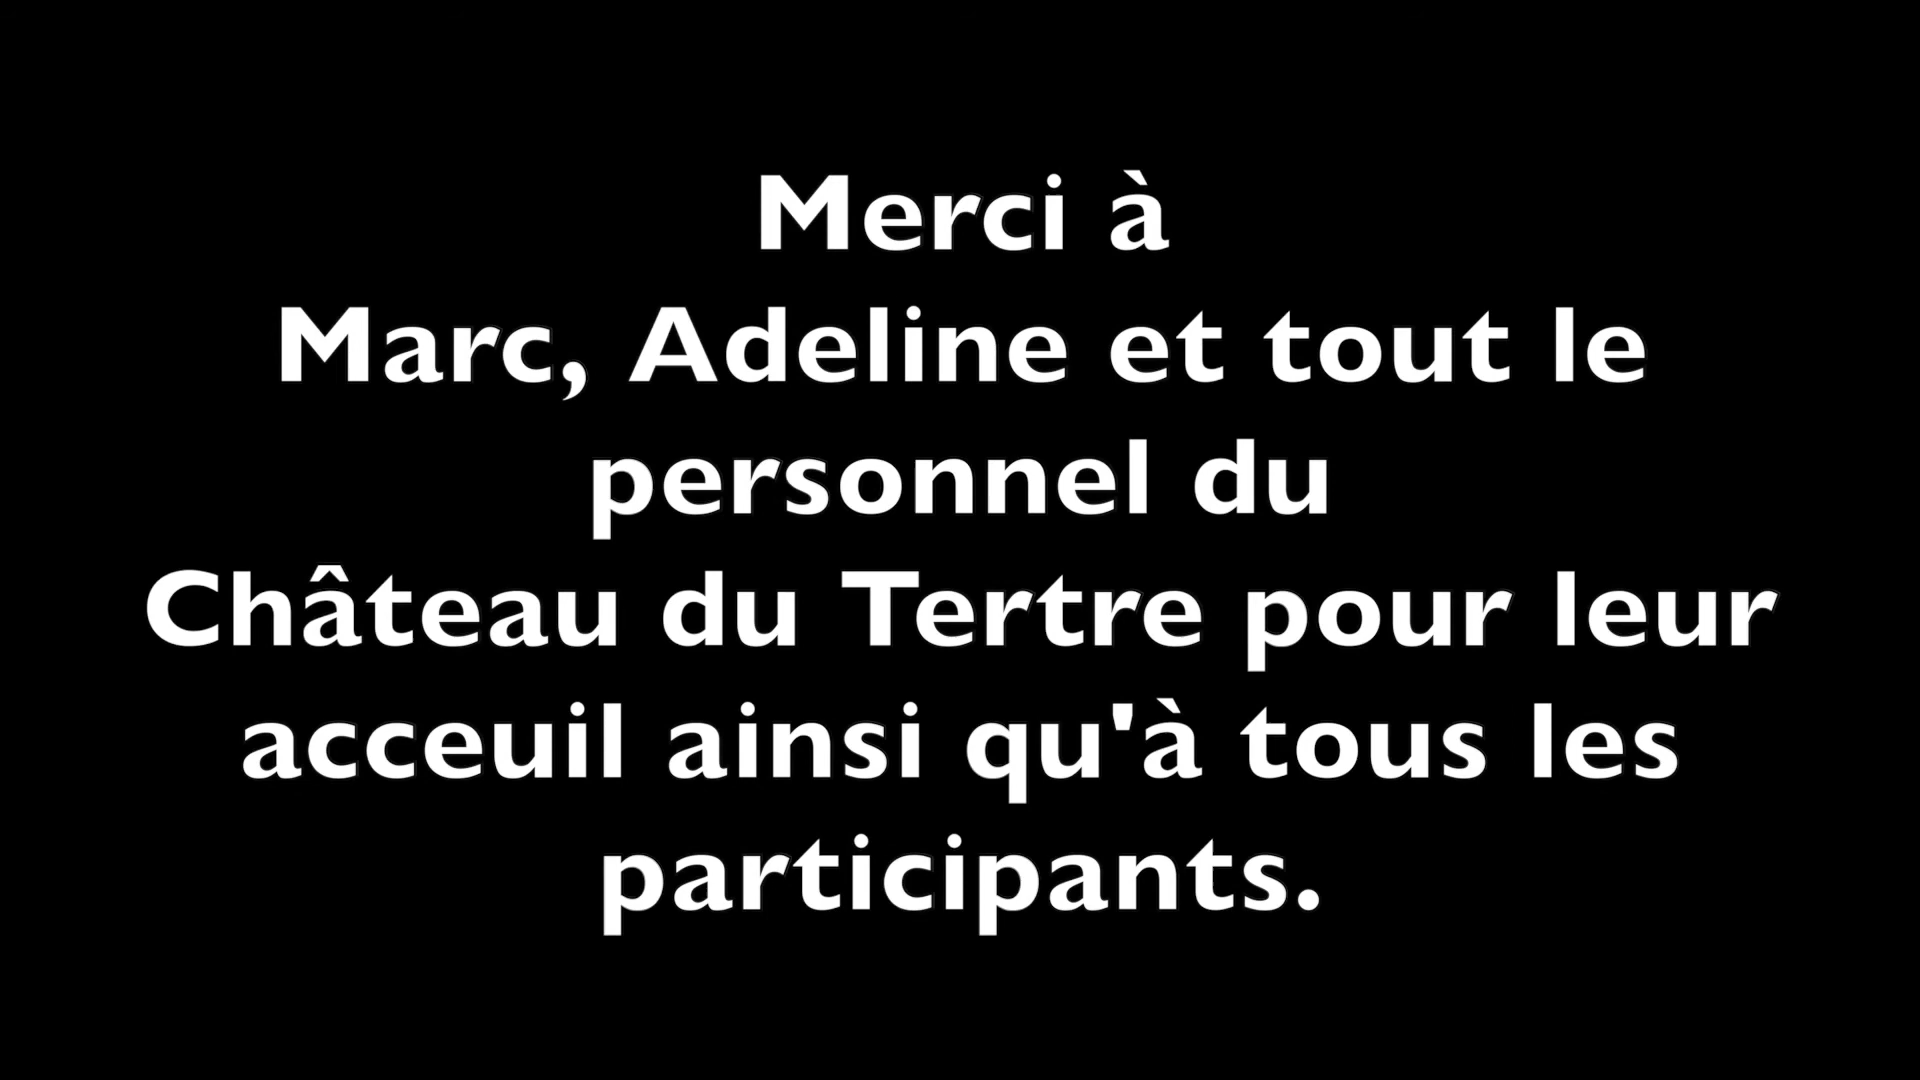 Merci à
Marc, Adeline et tout le
personnel du
Château du Tertre pour leur
acceuil ainsi qu'à tous les
participants.